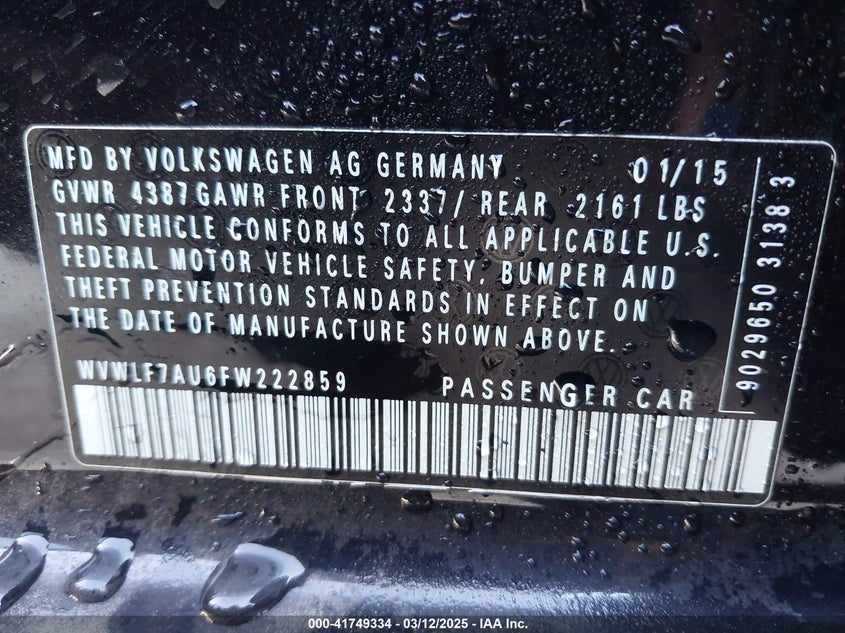 MFD BY VOLKSWAGEN AG GERMANY 01/15
GVWR 4387 GAWR FRONT 2337/ REAR 2161 LBS
THIS VEHICLE CONFORMS TO ALL APPLICABLE U.S.
FEDERAL MOTOR VEHICLE SAFETY, BUMPER AND
THEFT PREVENTION STANDARDS IN EFFECT ON
THE DATE OF MANUFACTURE SHOWN ABOVE.
WVWLF7AU6FW222859 PASSENGER CAR
9029650 3138 3
000-41749334 - 03/12/2025 - IAA Inc.